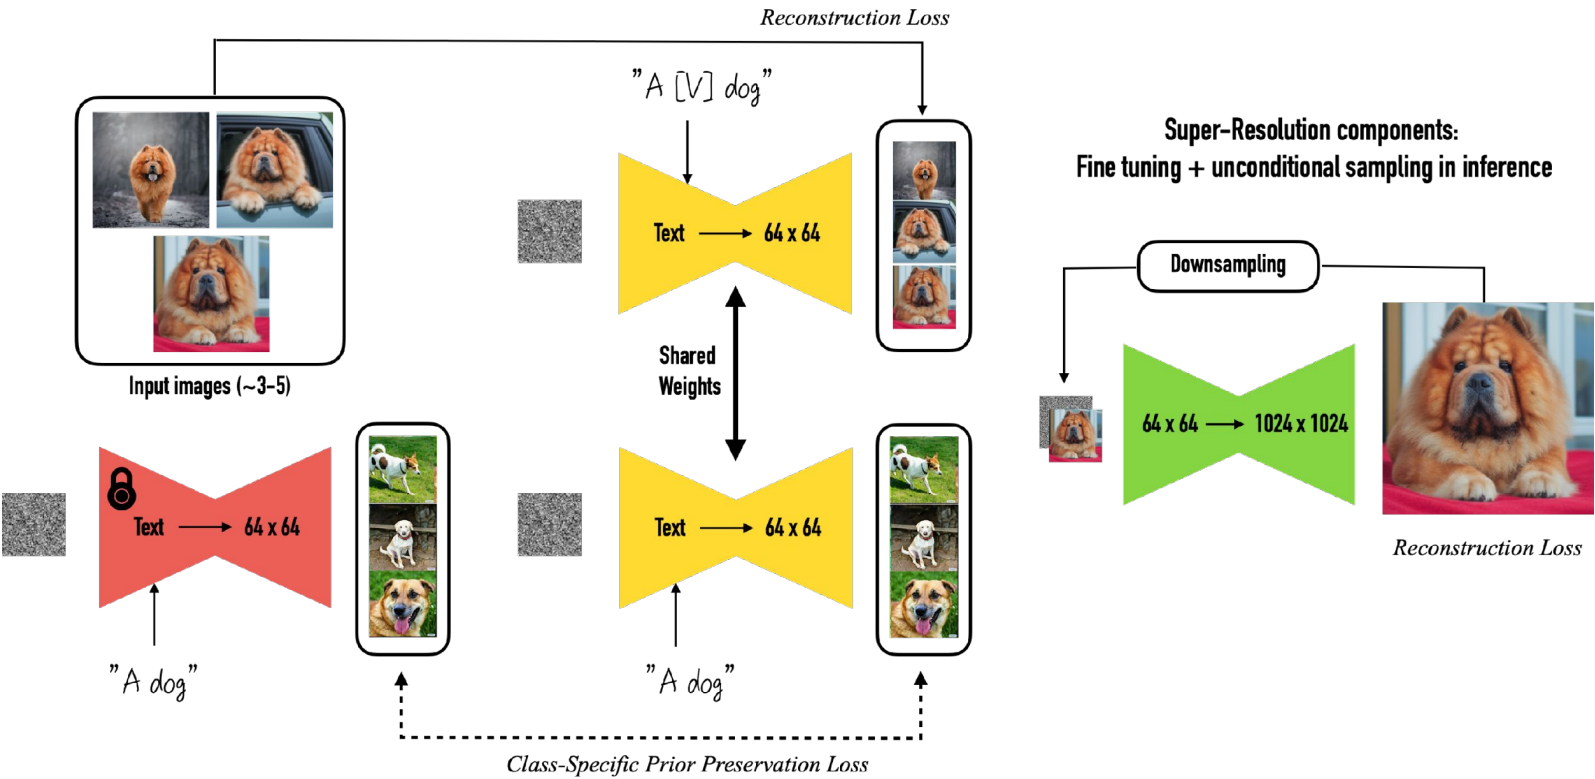 Reconstruction Loss
"A [V] dog"
Text → 64 x 64
Input images (~3-5)
Shared
Weights
Text → 64 x 64
"A dog"
Text → 64 x 64
"A dog"
Class-Specific Prior Preservation Loss
Super-Resolution components:
Fine tuning + unconditional sampling in inference
Downsampling
64 x 64 → 1024 x 1024
Reconstruction Loss